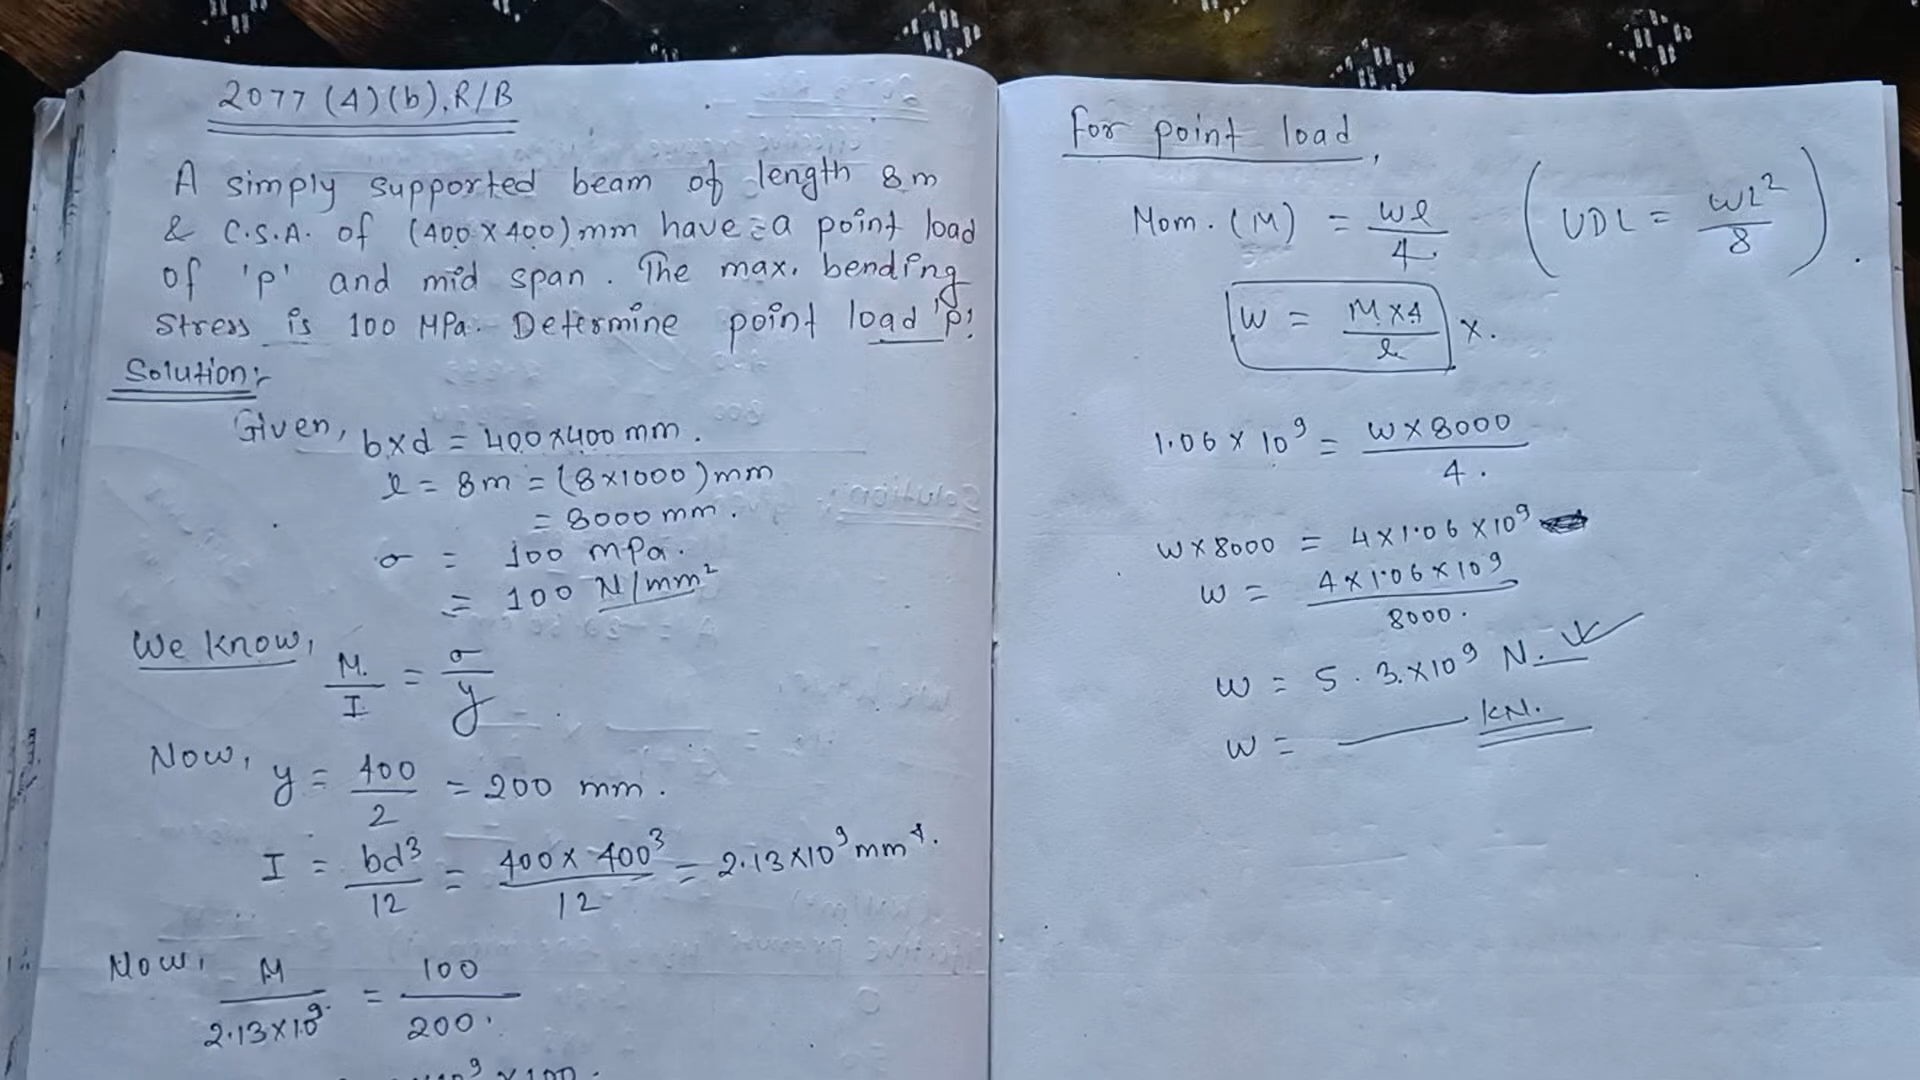 2077 (4)(b), R/B
A simply supported beam of length 8m
& C.S.A. of (400 x 400) mm have a point load
of 'p' and mid span. The max. bending
stress is 100 MPa. Determine point load 'p'.
Solution:-
Given, b×d = 400×400 mm.
l = 8m = (8×1000) mm
= 8000 mm.
σ = 100 mPa.
= 100 N/mm²
We know, M/I = σ/y
Now, y = 400/2 = 200 mm.
I = bd³/12 = 400 × 400³/12 = 2.13×10⁹ mm⁴.
Now, M/2.13×10⁹ = 100/200.
For point load,
Mom. (M) = wl/4. (UDL = wL²/8).
W = M×4/l ×.
1.06 × 10⁹ = W×8000/4.
W×8000 = 4×1.06×10⁹
W = 4×1.06×10⁹/8000.
W = 5.3×10⁹ N.
W = —— kN.